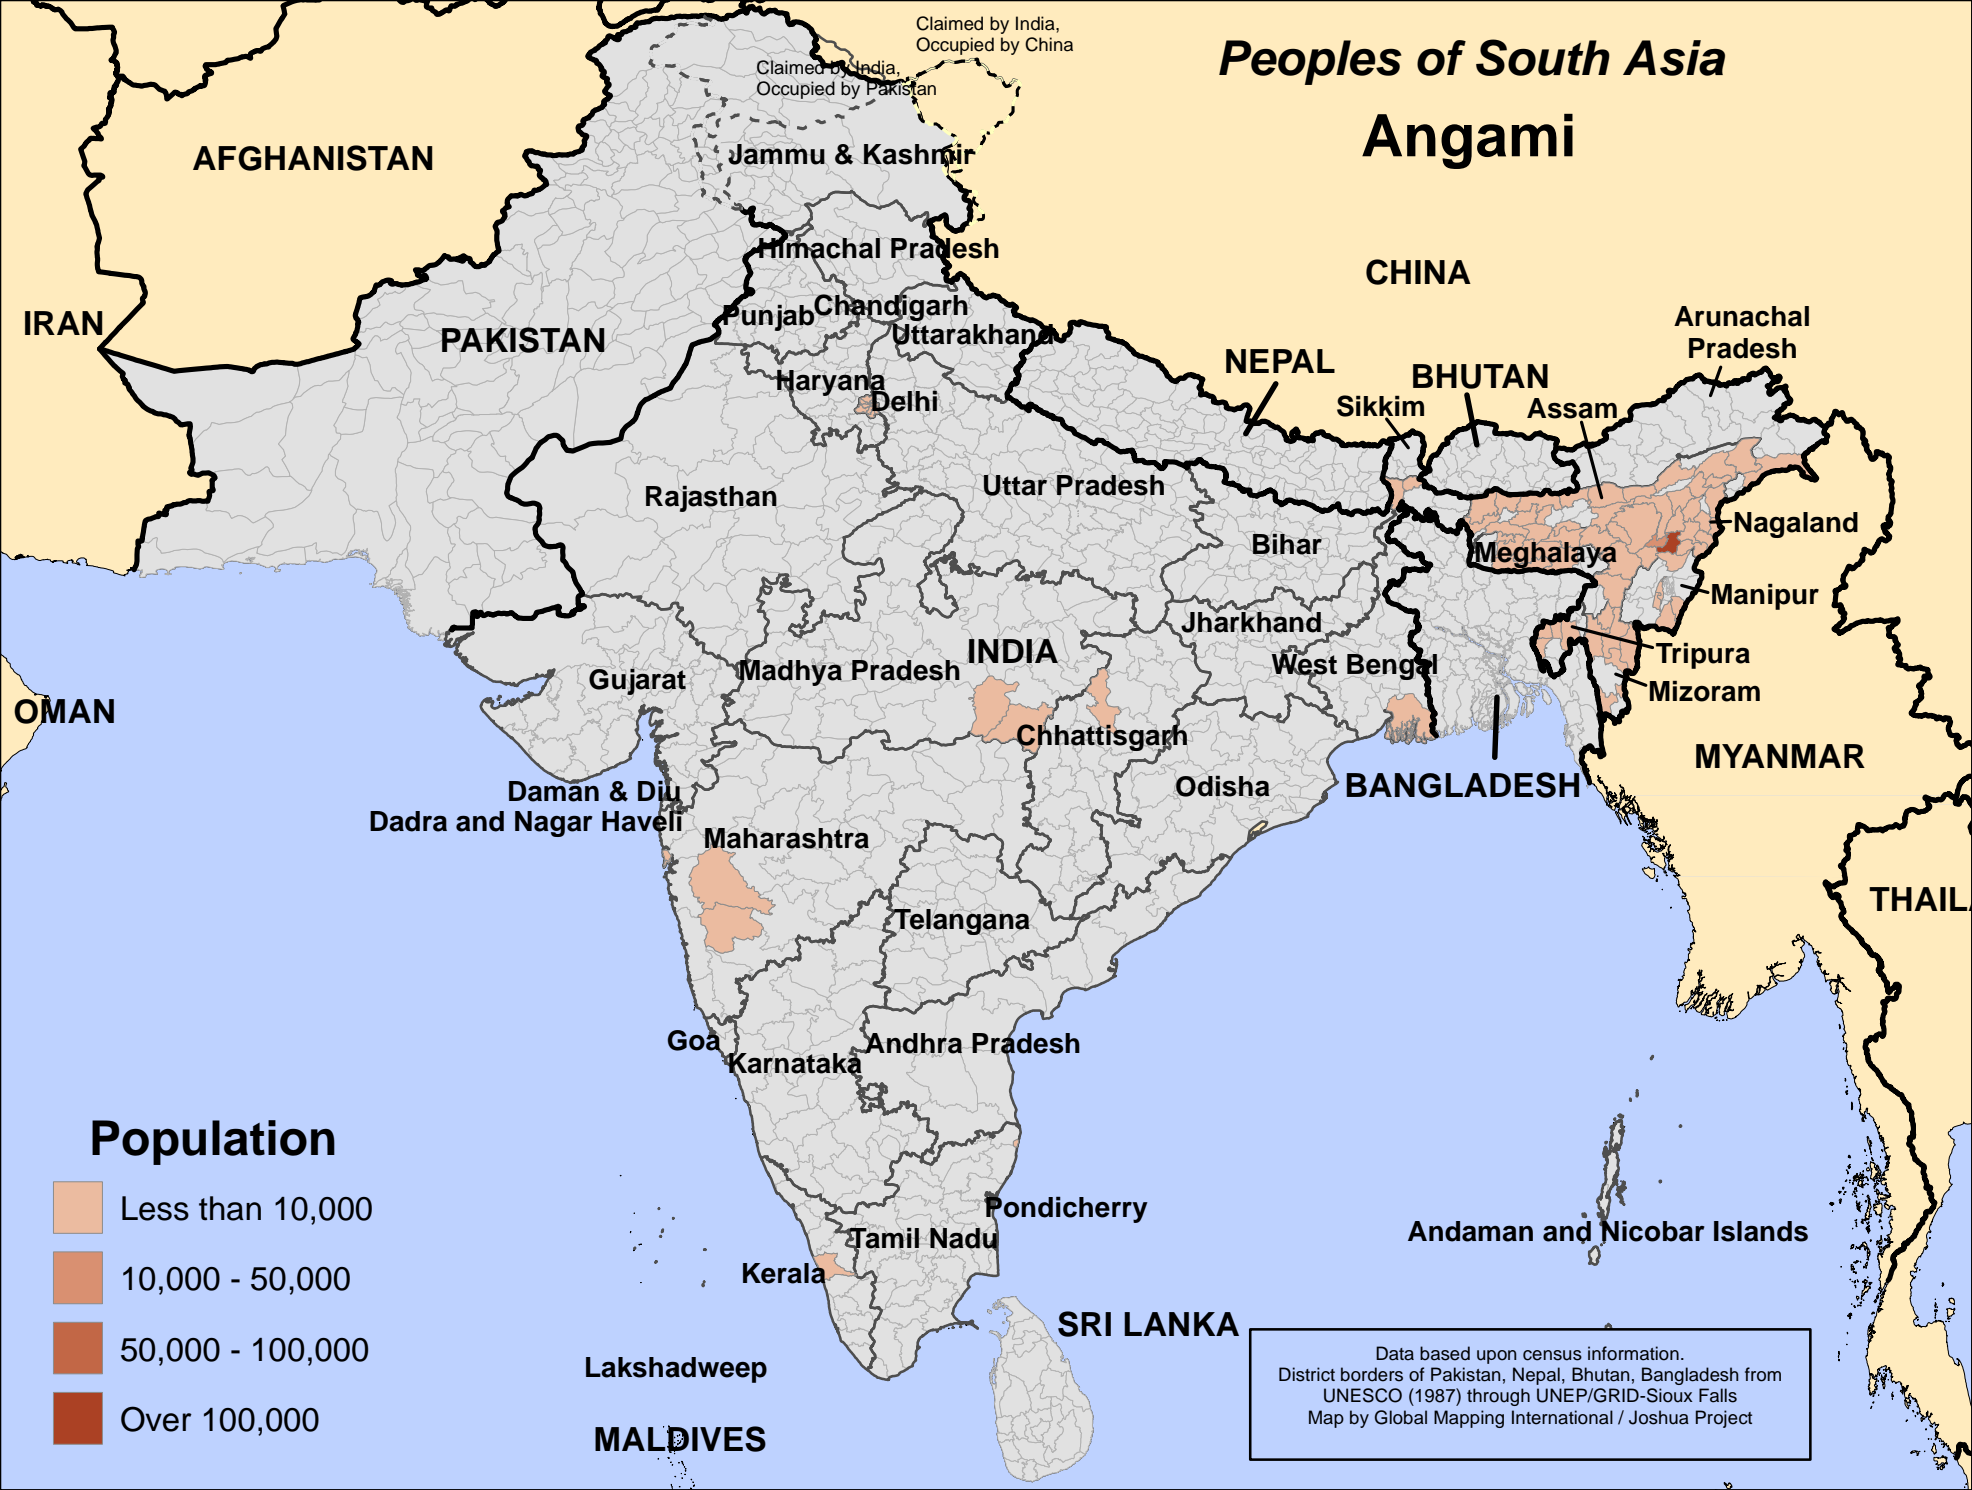 Claimed by India,
Occupied by China
Peoples of South Asia
Angami
Claimed by India,
Occupied by Pakistan
AFGHANISTAN
Jammu & Kashmir
Himachal Pradesh
CHINA
IRAN
PAKISTAN
Punjab
Chandigarh
Uttarakhand
Arunachal
Pradesh
NEPAL
BHUTAN
Haryana
Delhi
Sikkim
Assam
Rajasthan
Uttar Pradesh
Nagaland
Bihar
Meghalaya
Manipur
Jharkhand
INDIA
Tripura
West Bengal
Madhya Pradesh
Gujarat
Mizoram
OMAN
Chhattisgarh
MYANMAR
Odisha
BANGLADESH
Daman & Diu
Dadra and Nagar Haveli
Maharashtra
THAILA
Telangana
Goa
Andhra Pradesh
Karnataka
Population
Less than 10,000
10,000 - 50,000
50,000 - 100,000
Over 100,000
Pondicherry
Tamil Nadu
Andaman and Nicobar Islands
Kerala
SRI LANKA
Lakshadweep
MALDIVES
Data based upon census information.
District borders of Pakistan, Nepal, Bhutan, Bangladesh from
UNESCO (1987) through UNEP/GRID-Sioux Falls
Map by Global Mapping International / Joshua Project